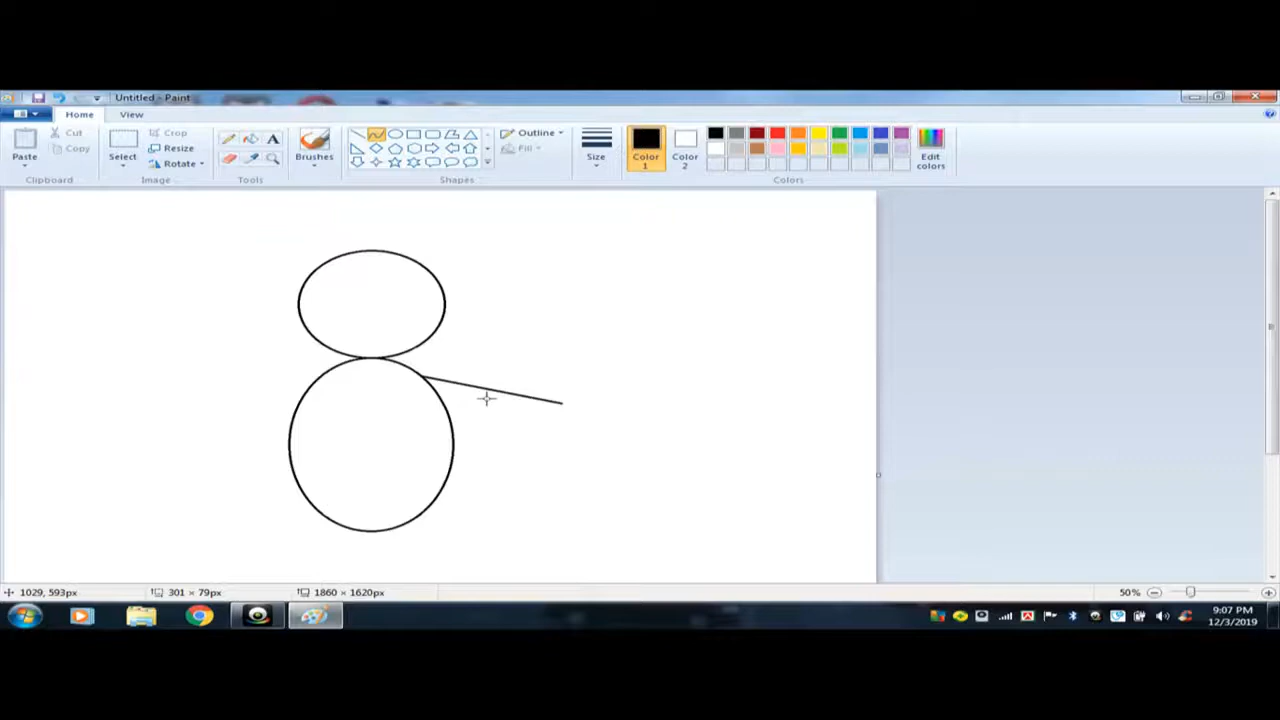 Untitled - Paint
Home View
Paste
Cut
Copy
Clipboard
Select
Crop
Resize
Rotate
Image
A
Tools
Brushes
Shapes
Outline
Fill
Size
Color 1
Color 2
Edit colors
Colors
1029, 593px 301 × 79px 1860 × 1620px 50%
9:07 PM
12/3/2019